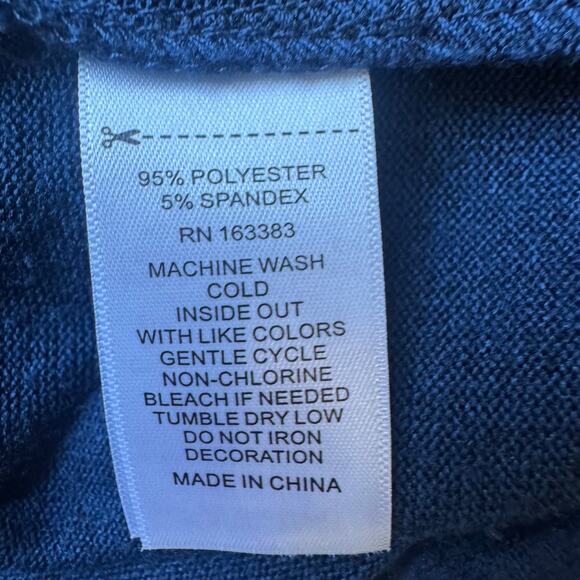 95% POLYESTER
5% SPANDEX
RN 163383
MACHINE WASH
COLD
INSIDE OUT
WITH LIKE COLORS
GENTLE CYCLE
NON-CHLORINE
BLEACH IF NEEDED
TUMBLE DRY LOW
DO NOT IRON
DECORATION
MADE IN CHINA